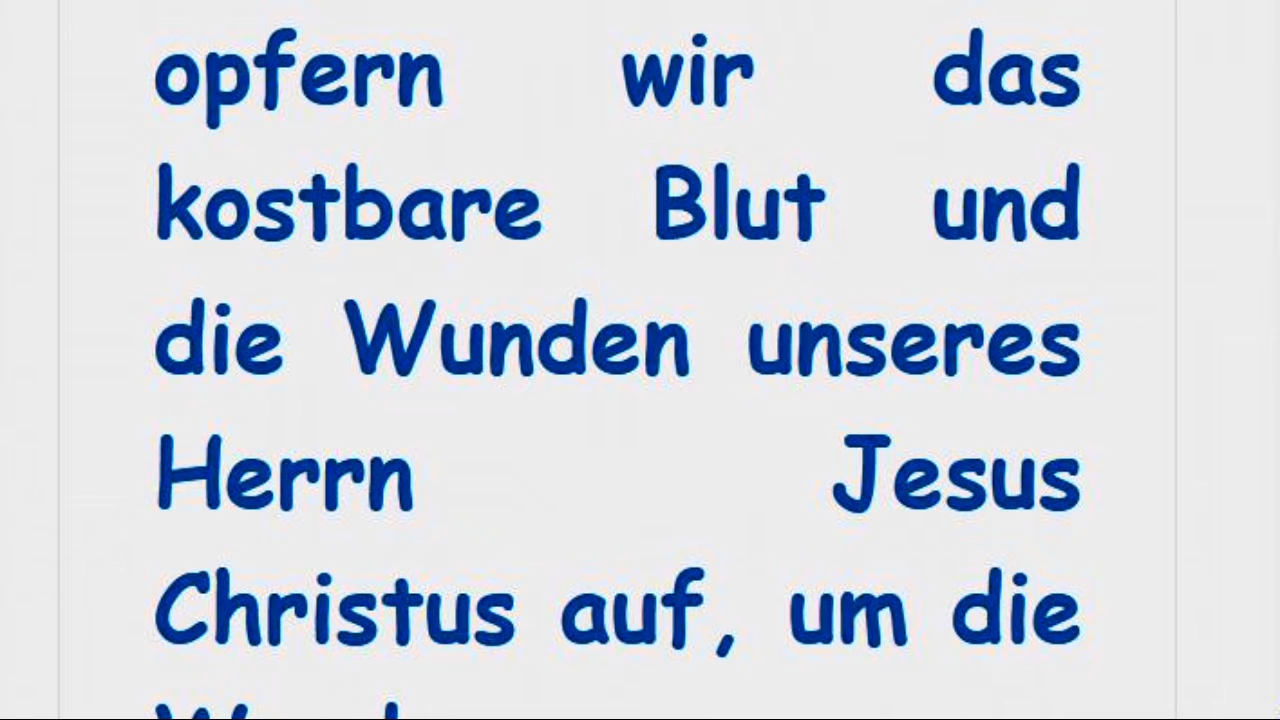 opfern wir das
kostbare Blut und
die Wunden unseres
Herrn Jesus
Christus auf, um die